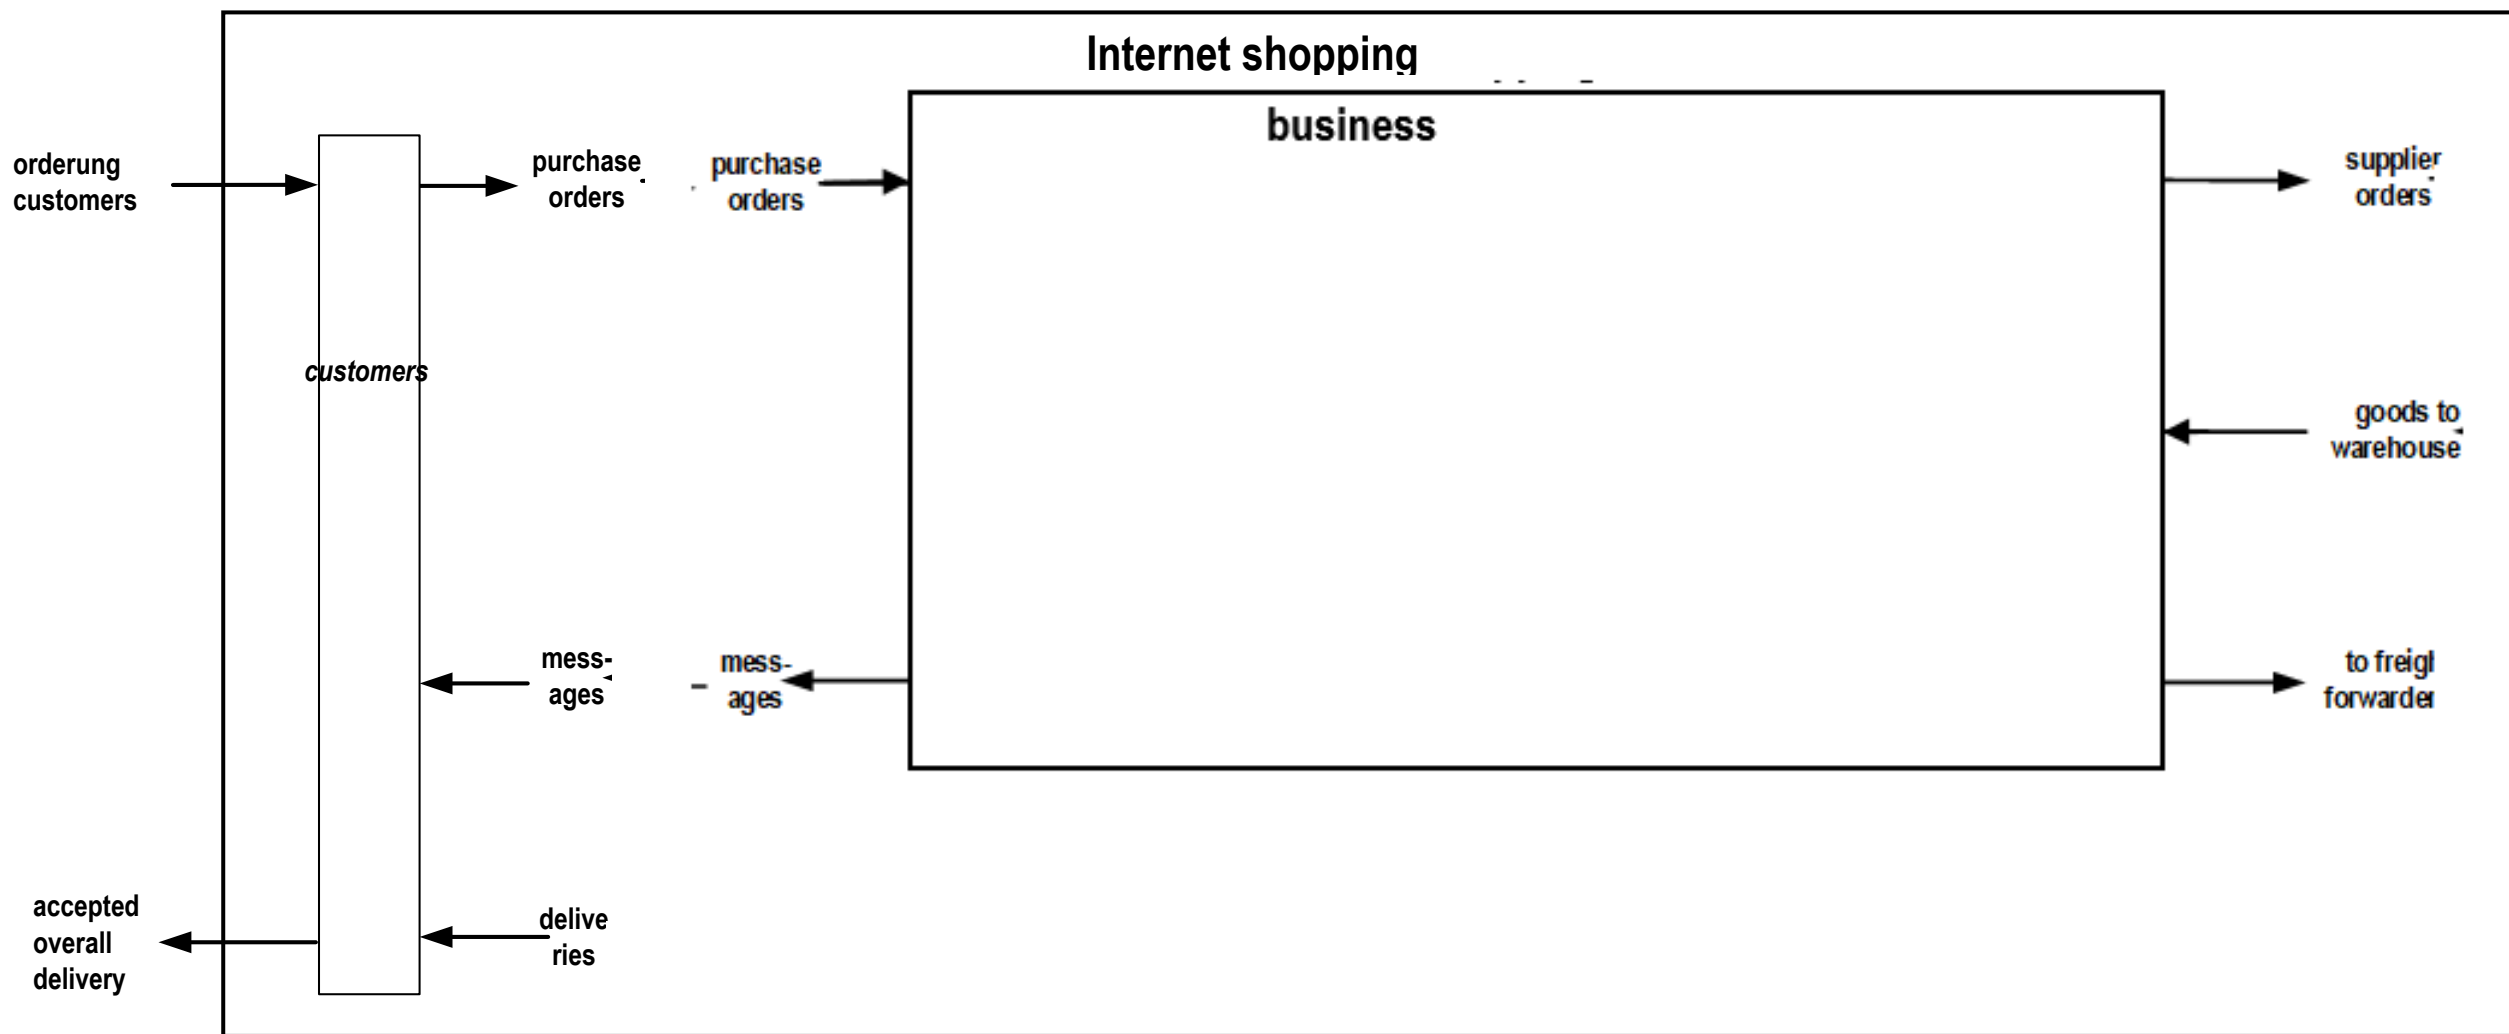 Internet shopping
business
orderung
customers
purchase
orders
purchase
orders
supplier
orders
customers
goods to
warehouse
mess-
ages
mess-
ages
to freigh
forwarder
accepted
overall
delivery
delive
ries